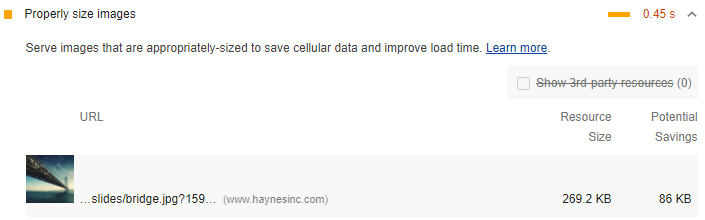 Properly size images 0.45 s
Serve images that are appropriately-sized to save cellular data and improve load time. Learn more.
Show 3rd-party resources (0)
URL Resource Size Potential Savings
…slides/bridge.jpg?159… (www.haynesinc.com) 269.2 KB 86 KB